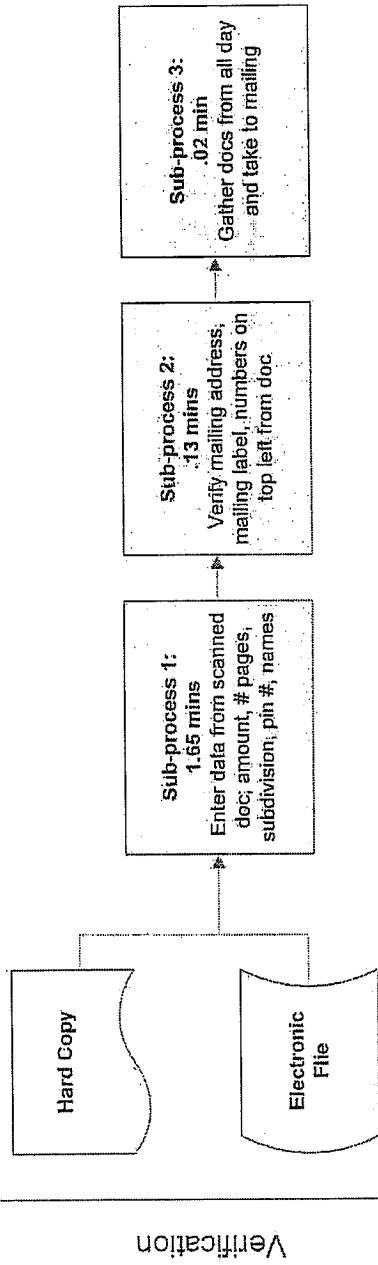 Verification
Hard Copy
Electronic
Flie
Sub-process 1:
1.65 mins
Enter data from scanned
doc; amount, # pages,
subdivision, pin #, names
Sub-process 2:
.13 mins
Verify mailing address,
mailing label, numbers on
top left from doc.
Sub-process 3:
.02 min
Gather docs from all day
and take to mailing